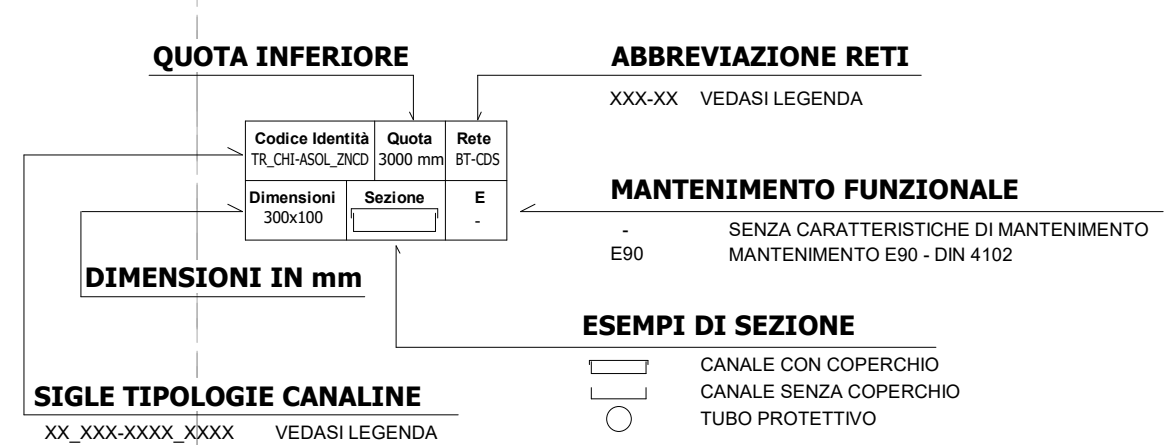 QUOTA INFERIORE
ABBREVIAZIONE RETI
XXX-XX VEDASI LEGENDA
Codice Identità Quota Rete
TR_CHI-ASOL_ZNCD 3000 mm BT-CDS
Dimensioni Sezione E
300x100 -
MANTENIMENTO FUNZIONALE
- SENZA CARATTERISTICHE DI MANTENIMENTO
E90 MANTENIMENTO E90 - DIN 4102
DIMENSIONI IN mm
ESEMPI DI SEZIONE
CANALE CON COPERCHIO
CANALE SENZA COPERCHIO
TUBO PROTETTIVO
SIGLE TIPOLOGIE CANALINE
XX_XXX-XXXX_XXXX VEDASI LEGENDA